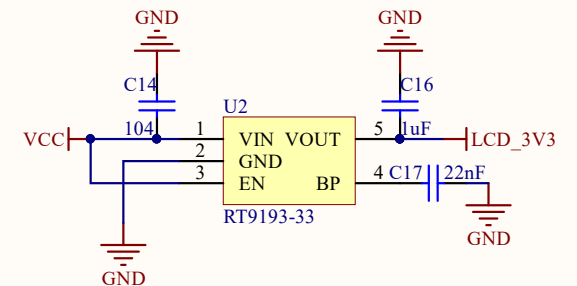 GND
GND
C14
C16
U2
104
1uF
VCC
1
VIN
VOUT
5
LCD_3V3
2
GND
3
EN
BP
4
C17
22nF
RT9193-33
GND
GND